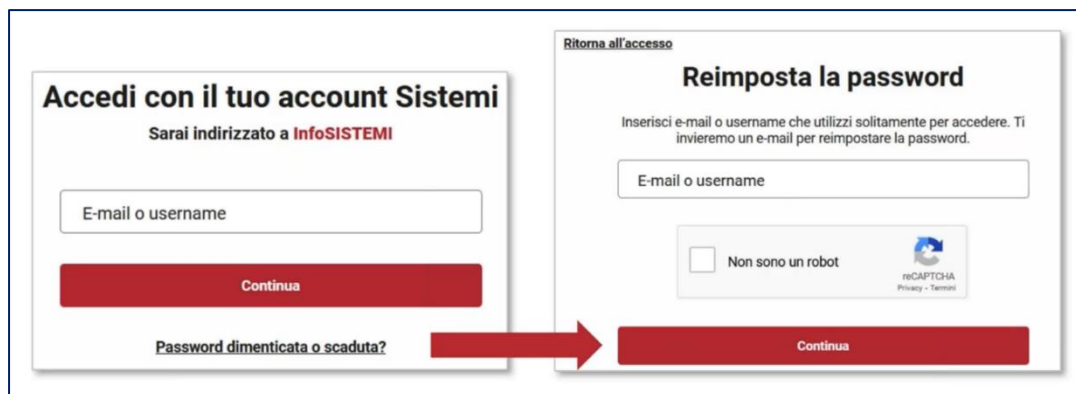 Accedi con il tuo account Sistemi
Sarai indirizzato a InfoSISTEMI
E-mail o username
Continua
Password dimenticata o scaduta?
Ritorna all'accesso
Reimposta la password
Inserisci e-mail o username che utilizzi solitamente per accedere. Ti
invieremo un e-mail per reimpostare la password.
E-mail o username
Non sono un robot
reCAPTCHA
Privacy - Termini
Continua